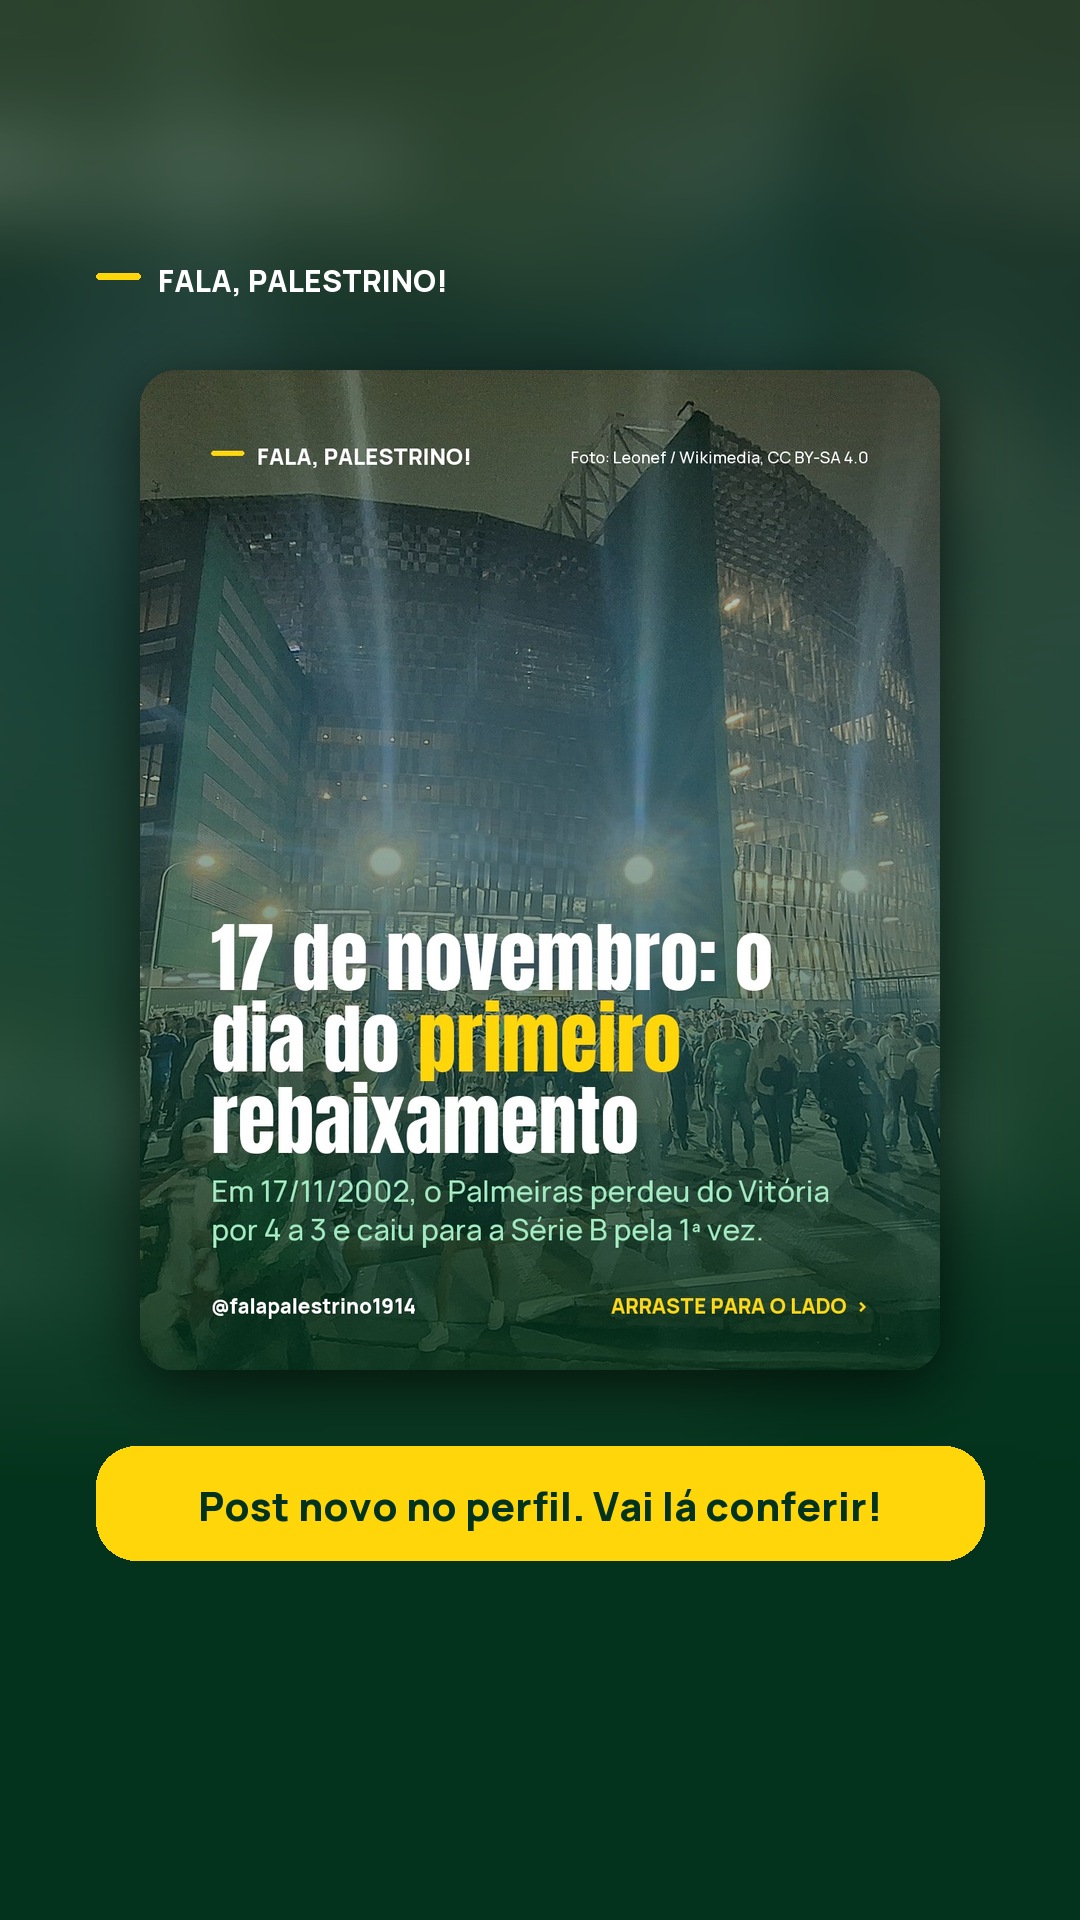 FALA, PALESTRINO!
FALA, PALESTRINO!
Foto: Leonef / Wikimedia, CC BY-SA 4.0
17 de novembro: o
dia do primeiro
rebaixamento
Em 17/11/2002, o Palmeiras perdeu do Vitória
por 4 a 3 e caiu para a Série B pela 1ª vez.
@falapalestrino1914
ARRASTE PARA O LADO ›
Post novo no perfil. Vai lá conferir!